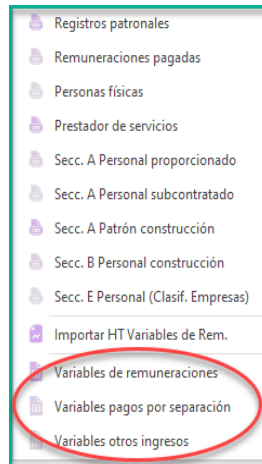 Registros patronales
Remuneraciones pagadas
Personas físicas
Prestador de servicios
Secc. A Personal proporcionado
Secc. A Personal subcontratado
Secc. A Patrón construcción
Secc. B Personal construcción
Secc. E Personal (Clasif. Empresas)
Importar HT Variables de Rem.
Variables de remuneraciones
Variables pagos por separación
Variables otros ingresos